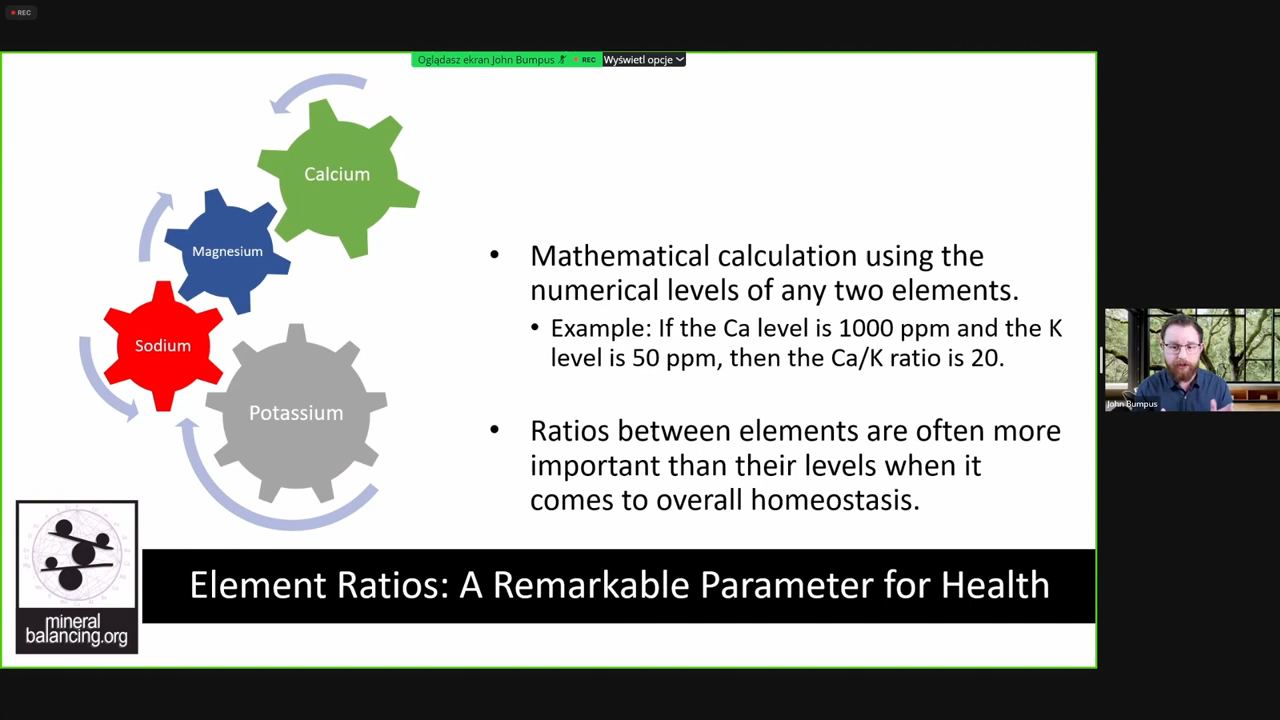 REC
Oglądasz ekran John Bumpus
REC
Wyświetl opcje
Calcium
Magnesium
Sodium
Potassium
• Mathematical calculation using the
numerical levels of any two elements.
• Example: If the Ca level is 1000 ppm and the K
level is 50 ppm, then the Ca/K ratio is 20.
• Ratios between elements are often more
important than their levels when it
comes to overall homeostasis.
Element Ratios: A Remarkable Parameter for Health
mineral
balancing.org
John Bumpus